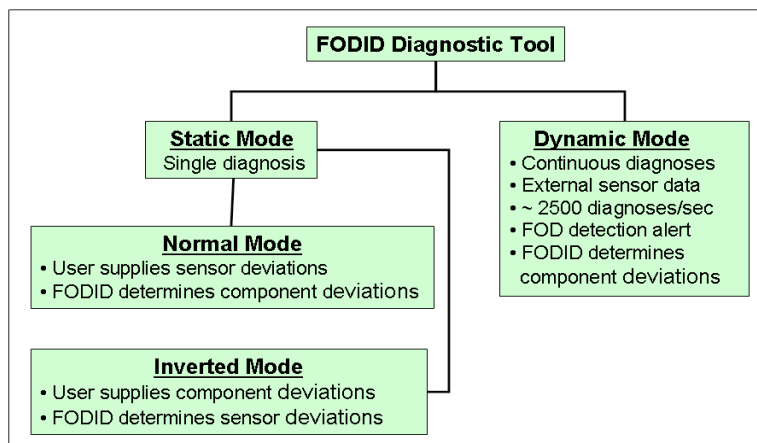 FODID Diagnostic Tool
Static Mode
Single diagnosis
Dynamic Mode
• Continuous diagnoses
• External sensor data
• ~ 2500 diagnoses/sec
• FOD detection alert
• FODID determines
component deviations
Normal Mode
• User supplies sensor deviations
• FODID determines component deviations
Inverted Mode
• User supplies component deviations
• FODID determines sensor deviations